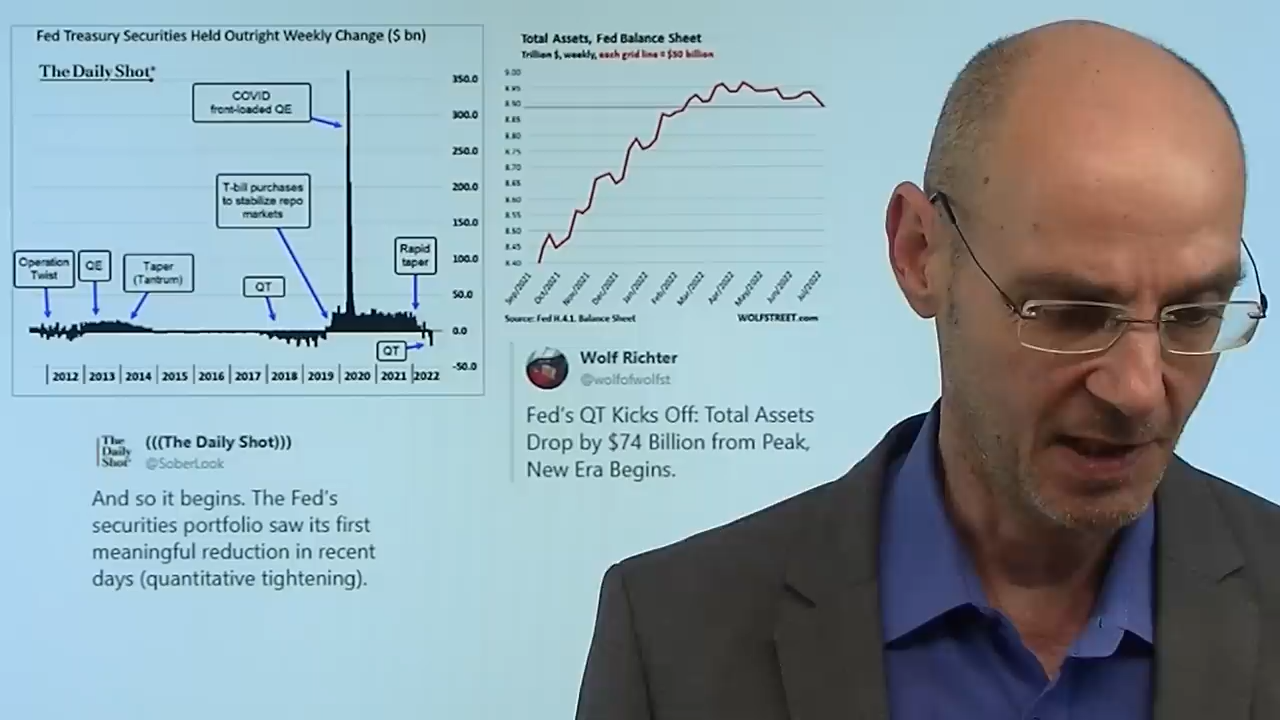 Fed Treasury Securities Held Outright Weekly Change ($ bn)
The Daily Shot
350.0
300.0
250.0
200.0
150.0
100.0
50.0
0.0
-50.0
COVID
front-loaded QE
T-bill purchases
to stabilize repo
markets
Operation
Twist
QE
Taper
(Tantrum)
QT
Rapid
taper
QT
2012 2013 2014 2015 2016 2017 2018 2019 2020 2021 2022
The
Daily
Shot
(((The Daily Shot)))
@SoberLook
And so it begins. The Fed's
securities portfolio saw its first
meaningful reduction in recent
days (quantitative tightening).
Total Assets, Fed Balance Sheet
Trillion $, weekly, each grid line = $50 billion
9.00
8.95
8.90
8.85
8.80
8.75
8.70
8.65
8.60
8.55
8.50
8.45
8.40
Sep/2021
Oct/2021
Nov/2021
Dec/2021
Jan/2022
Feb/2022
Mar/2022
Apr/2022
May/2022
Jun/2022
Jul/2022
Source: Fed H.4.1. Balance Sheet
WOLFSTREET.com
Wolf Richter
@wolfofwolfst
Fed's QT Kicks Off: Total Assets
Drop by $74 Billion from Peak,
New Era Begins.